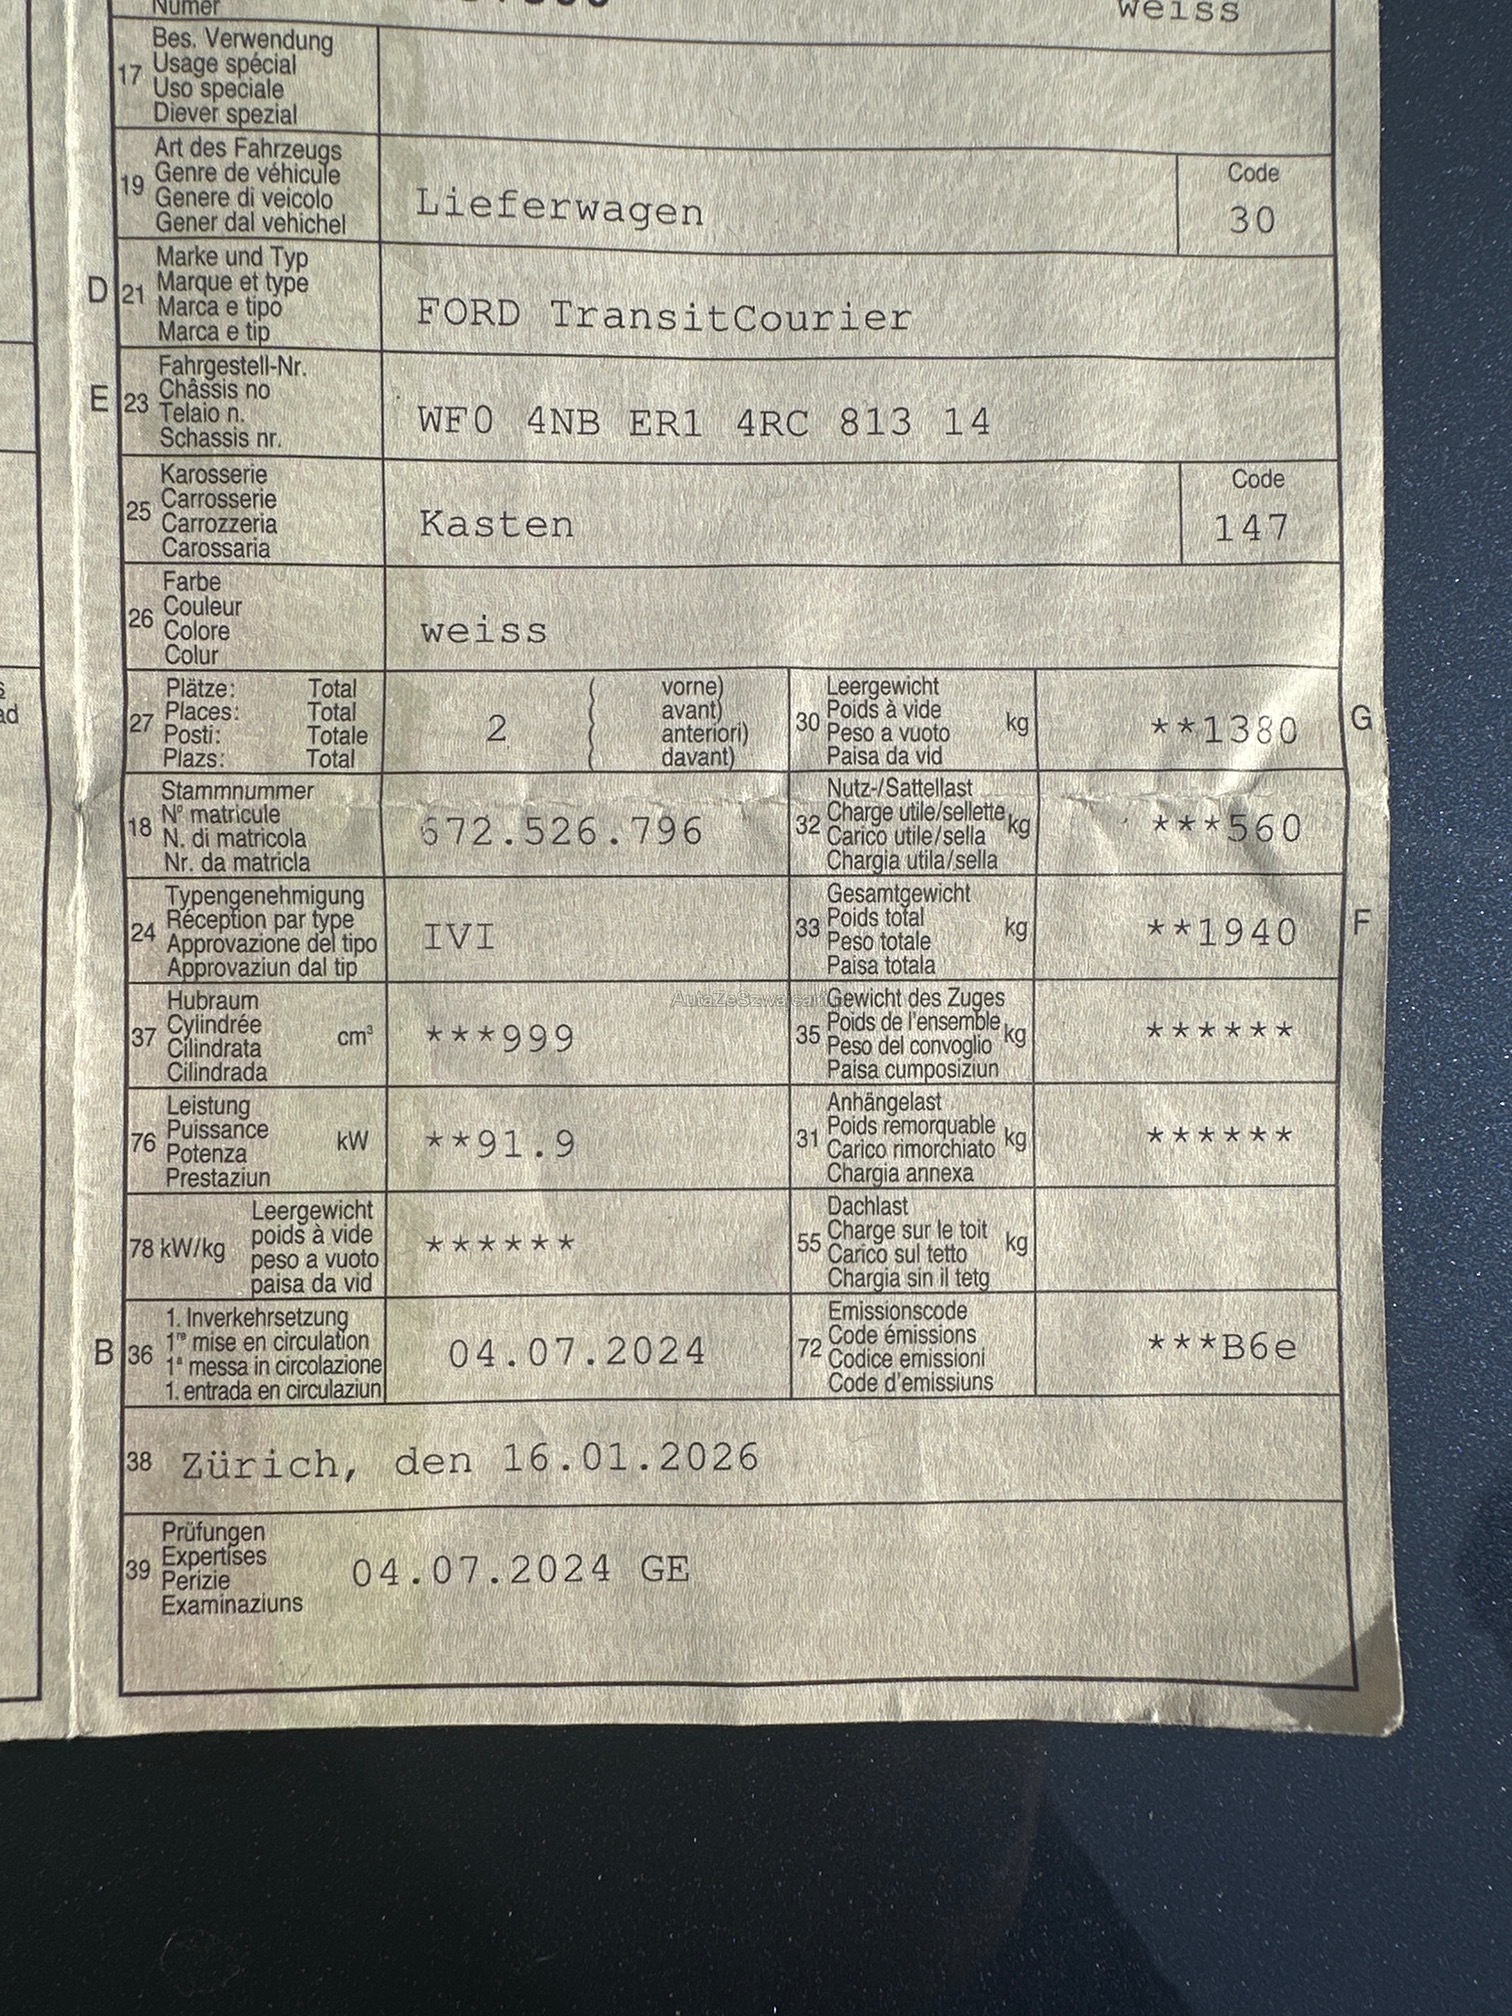 Numer
weiss
Bes. Verwendung
17 Usage spécial
Uso speciale
Diever spezial
Art des Fahrzeugs
19 Genre de véhicule
Genere di veicolo
Gener dal vehichel
Lieferwagen
Code
30
Marke und Typ
D 21 Marque et type
Marca e tipo
Marca e tip
FORD TransitCourier
Fahrgestell-Nr.
E 23 Châssis no
Telaio n.
Schassis nr.
WF0 4NB ER1 4RC 813 14
Karosserie
25 Carrosserie
Carrozzeria
Carossaria
Kasten
Code
147
Farbe
26 Couleur
Colore
Colur
weiss
Plätze: Total
27 Places: Total
Posti: Totale
Plazs: Total
2
( vorne)
( avant)
( anteriori)
( davant)
Leergewicht
30 Poids à vide kg
Peso a vuoto
Paisa da vid
**1380 G
Stammnummer
18 N° matricule
N. di matricola
Nr. da matricla
672.526.796
Nutz-/Sattellast
32 Charge utile/sellette kg
Carico utile/sella
Chargia utila/sella
***560
Typengenehmigung
24 Réception par type
Approvazione del tipo
Approvaziun dal tip
IVI
Gesamtgewicht
33 Poids total kg
Peso totale
Paisa totala
**1940 F
Hubraum
37 Cylindrée cm³
Cilindrata
Cilindrada
***999
Gewicht des Zuges
35 Poids de l'ensemble kg
Peso del convoglio
Paisa cumposiziun
******
Leistung
76 Puissance kW
Potenza
Prestaziun
**91.9
Anhängelast
31 Poids remorquable kg
Carico rimorchiato
Chargia annexa
******
Leergewicht
78 kW/kg poids à vide
peso a vuoto
paisa da vid
******
Dachlast
55 Charge sur le toit kg
Carico sul tetto
Chargia sin il tetg
1. Inverkehrsetzung
B 36 1re mise en circulation
1a messa in circolazione
1. entrada en circulaziun
04.07.2024
Emissionscode
72 Code émissions
Codice emissioni
Code d'emissiuns
***B6e
38 Zürich, den 16.01.2026
Prüfungen
39 Expertises
Perizie
Examinaziuns
04.07.2024 GE